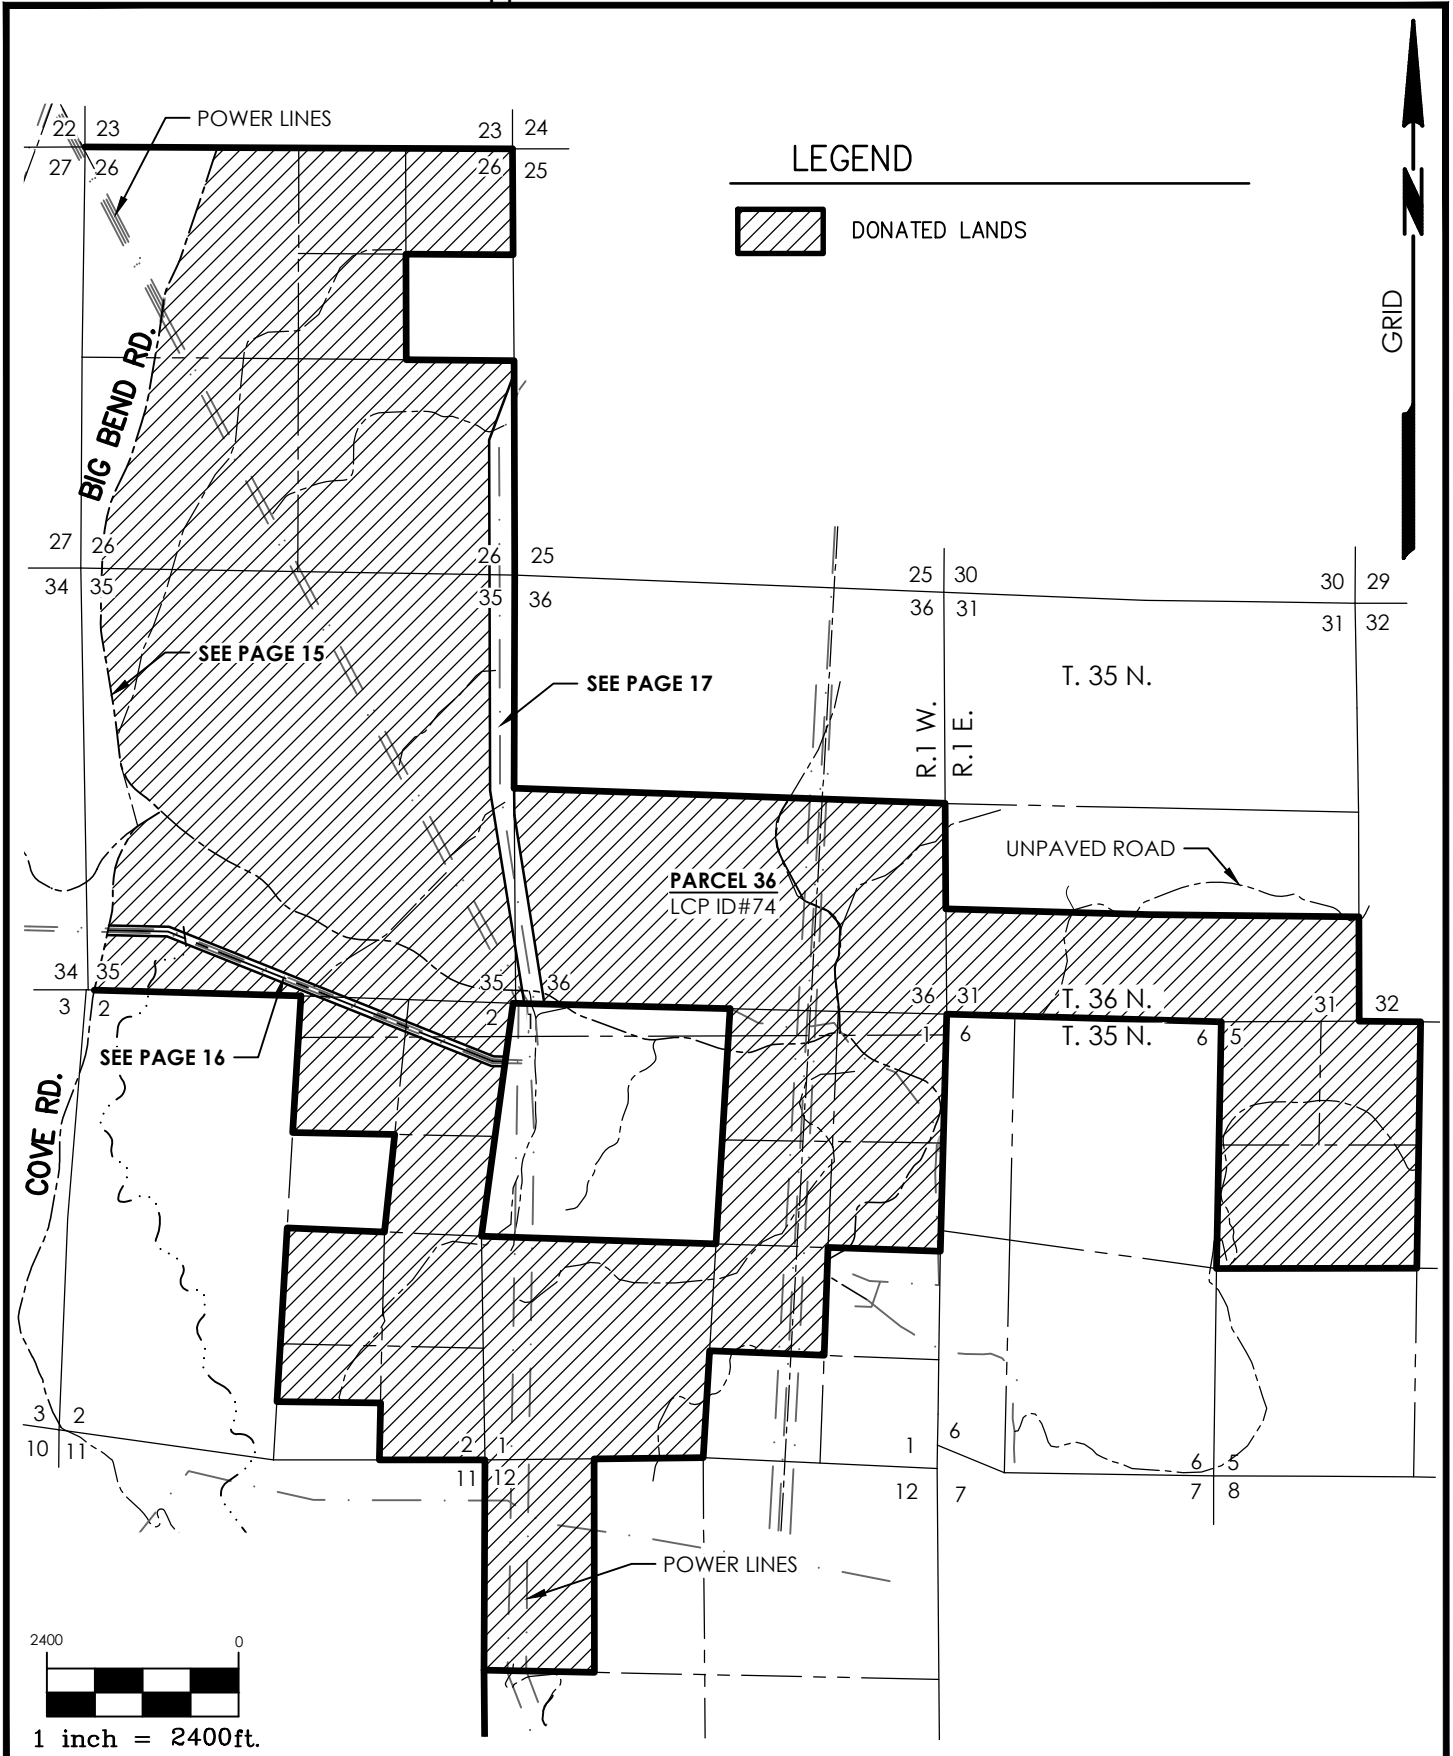 22 23
POWER LINES
23 24
27 26
26 25
LEGEND
DONATED LANDS
N
GRID
BIG BEND RD.
27 26
26 25
25 30
30 29
34 35
35 36
36 31
31 32
SEE PAGE 15
SEE PAGE 17
T. 35 N.
R.1 W.
R.1 E.
UNPAVED ROAD
PARCEL 36
LCP ID#74
34 35
35 36
36 31
T. 36 N.
31 32
3 2
2
1 6
T. 35 N.
6 5
SEE PAGE 16
COVE RD.
3 2
2 1
1 6
6 5
10 11
11 12
12 7
7 8
POWER LINES
2400 0
1 inch = 2400ft.